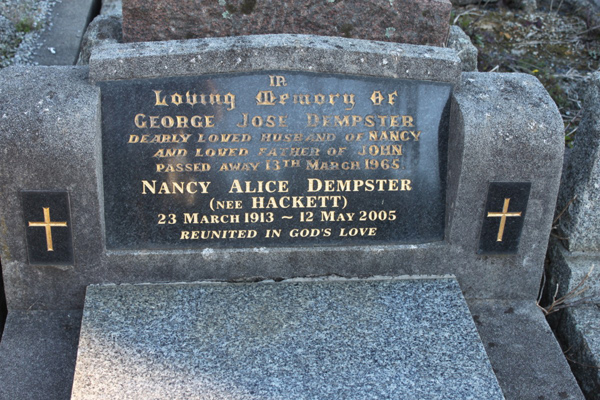 IN
Loving Memory Of
GEORGE JOSE DEMPSTER
DEARLY LOVED HUSBAND OF NANCY
AND LOVED FATHER OF JOHN
PASSED AWAY 13TH MARCH 1965
NANCY ALICE DEMPSTER
(NEE HACKETT)
23 MARCH 1913 ~ 12 MAY 2005
REUNITED IN GOD'S LOVE